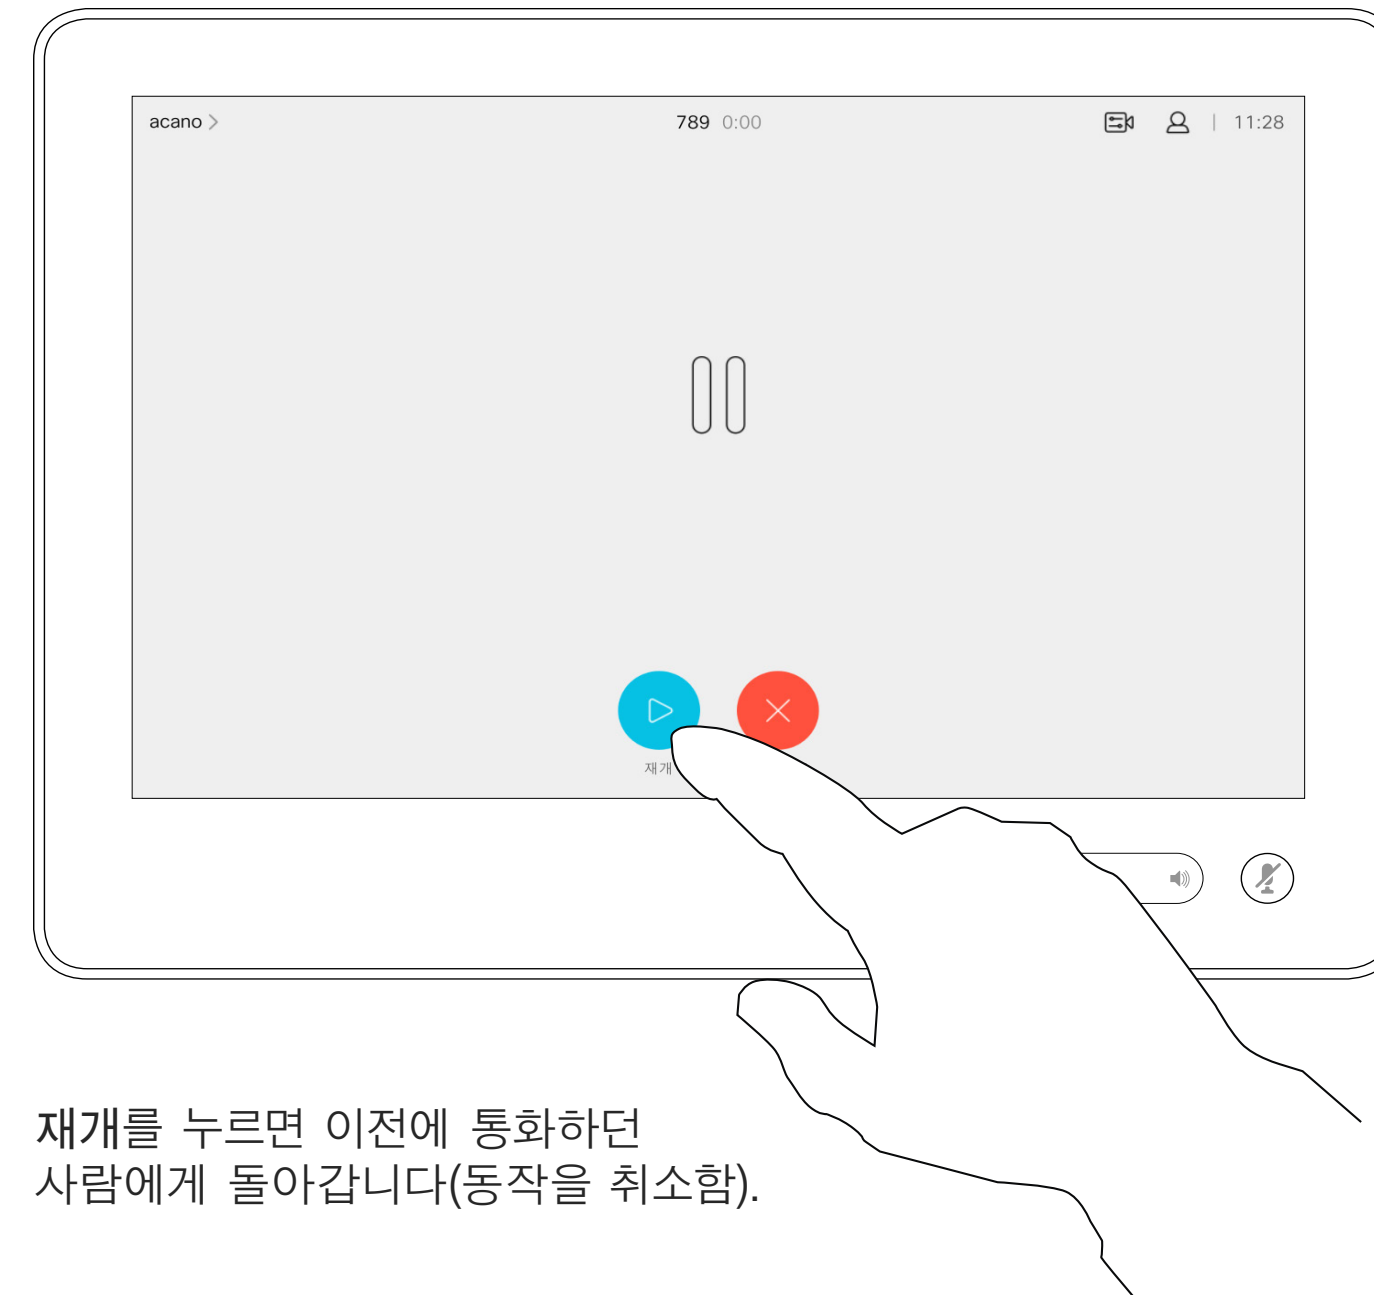 acano
789 0:00
11:28
재개
재개를 누르면 이전에 통화하던
사람에게 돌아갑니다(동작을 취소함).